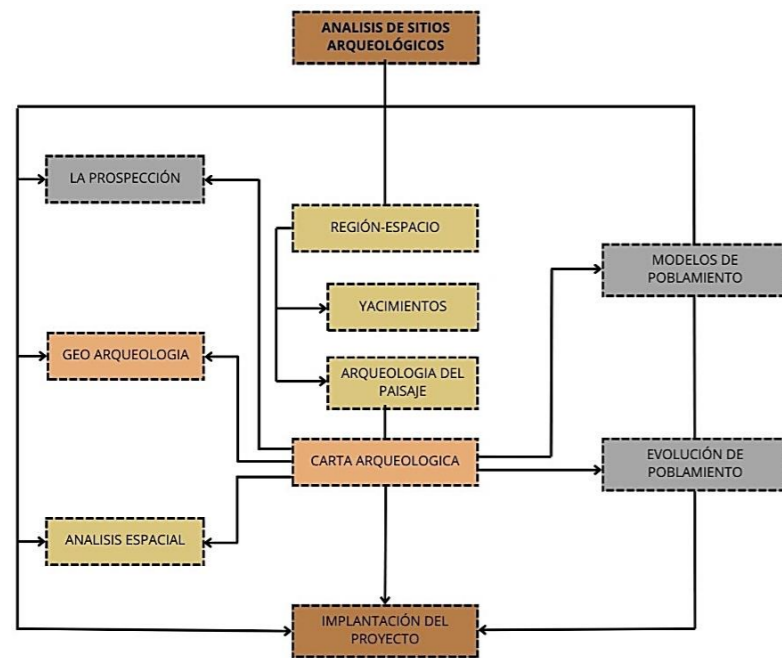 ANALISIS DE SITIOS
ARQUEOLÓGICOS
LA PROSPECCIÓN
REGIÓN-ESPACIO
MODELOS DE
POBLAMIENTO
YACIMIENTOS
GEO ARQUEOLOGIA
ARQUEOLOGIA DEL
PAISAJE
CARTA ARQUEOLOGICA
EVOLUCIÓN DE
POBLAMIENTO
ANALISIS ESPACIAL
IMPLANTACIÓN DEL
PROYECTO